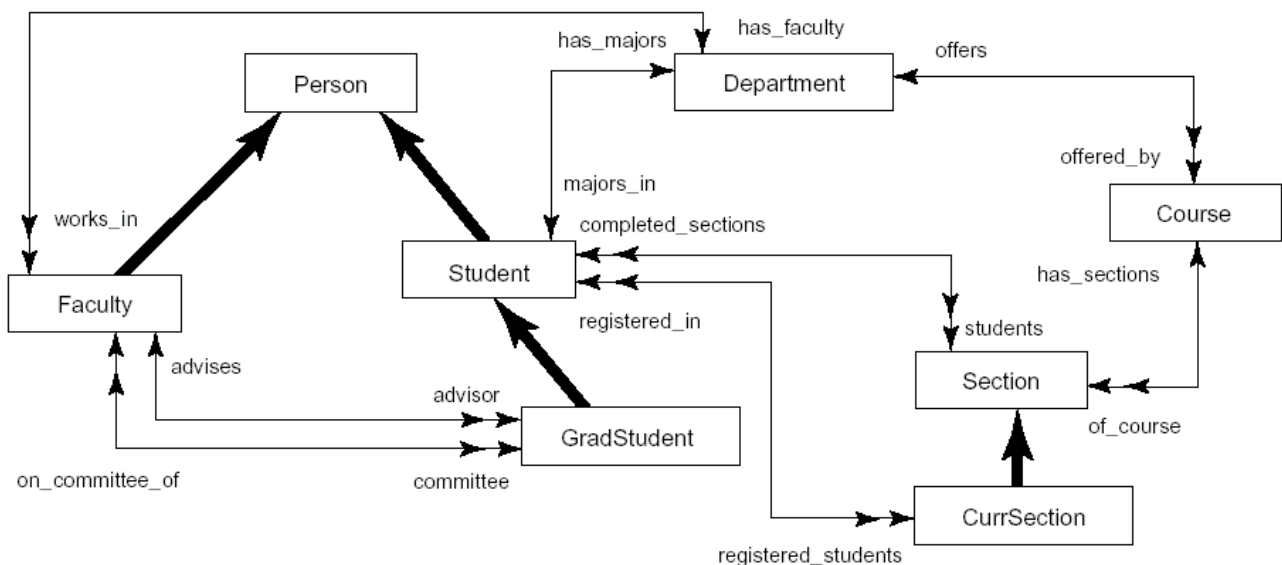 has_faculty
has_majors
offers
Person
Department
offered_by
majors_in
Course
works_in
completed_sections
Student
has_sections
Faculty
registered_in
students
advises
Section
advisor
of_course
GradStudent
on_committee_of
committee
CurrSection
registered_students